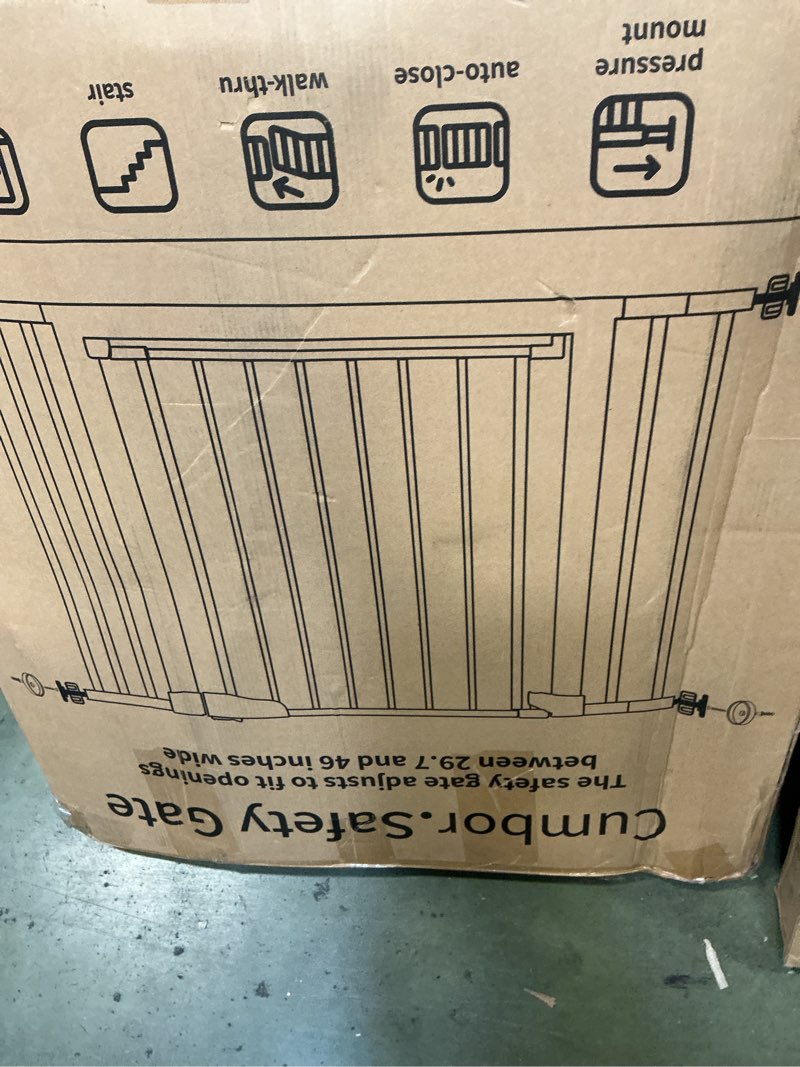 Cumbor.Safety Gate
The safety gate adjusts to fit openings
between 29.7 and 46 inches wide
pressure
mount
auto-close
walk-thru
stair